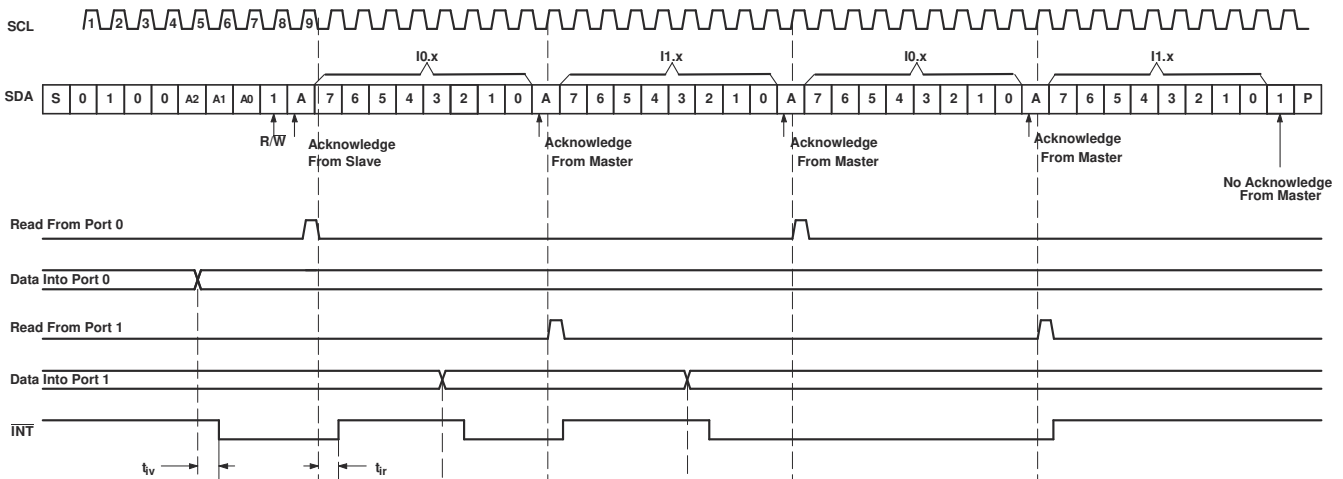 SCL 1 2 3 4 5 6 7 8 9
I0.x I1.x I0.x I1.x
SDA S 0 1 0 0 A2 A1 A0 1 A 7 6 5 4 3 2 1 0 A 7 6 5 4 3 2 1 0 A 7 6 5 4 3 2 1 0 A 7 6 5 4 3 2 1 0 1 P
R/W̅
Acknowledge
From Slave
Acknowledge
From Master
Acknowledge
From Master
Acknowledge
From Master
No Acknowledge
From Master
Read From Port 0
Data Into Port 0
Read From Port 1
Data Into Port 1
I̅N̅T̅
tiv tir